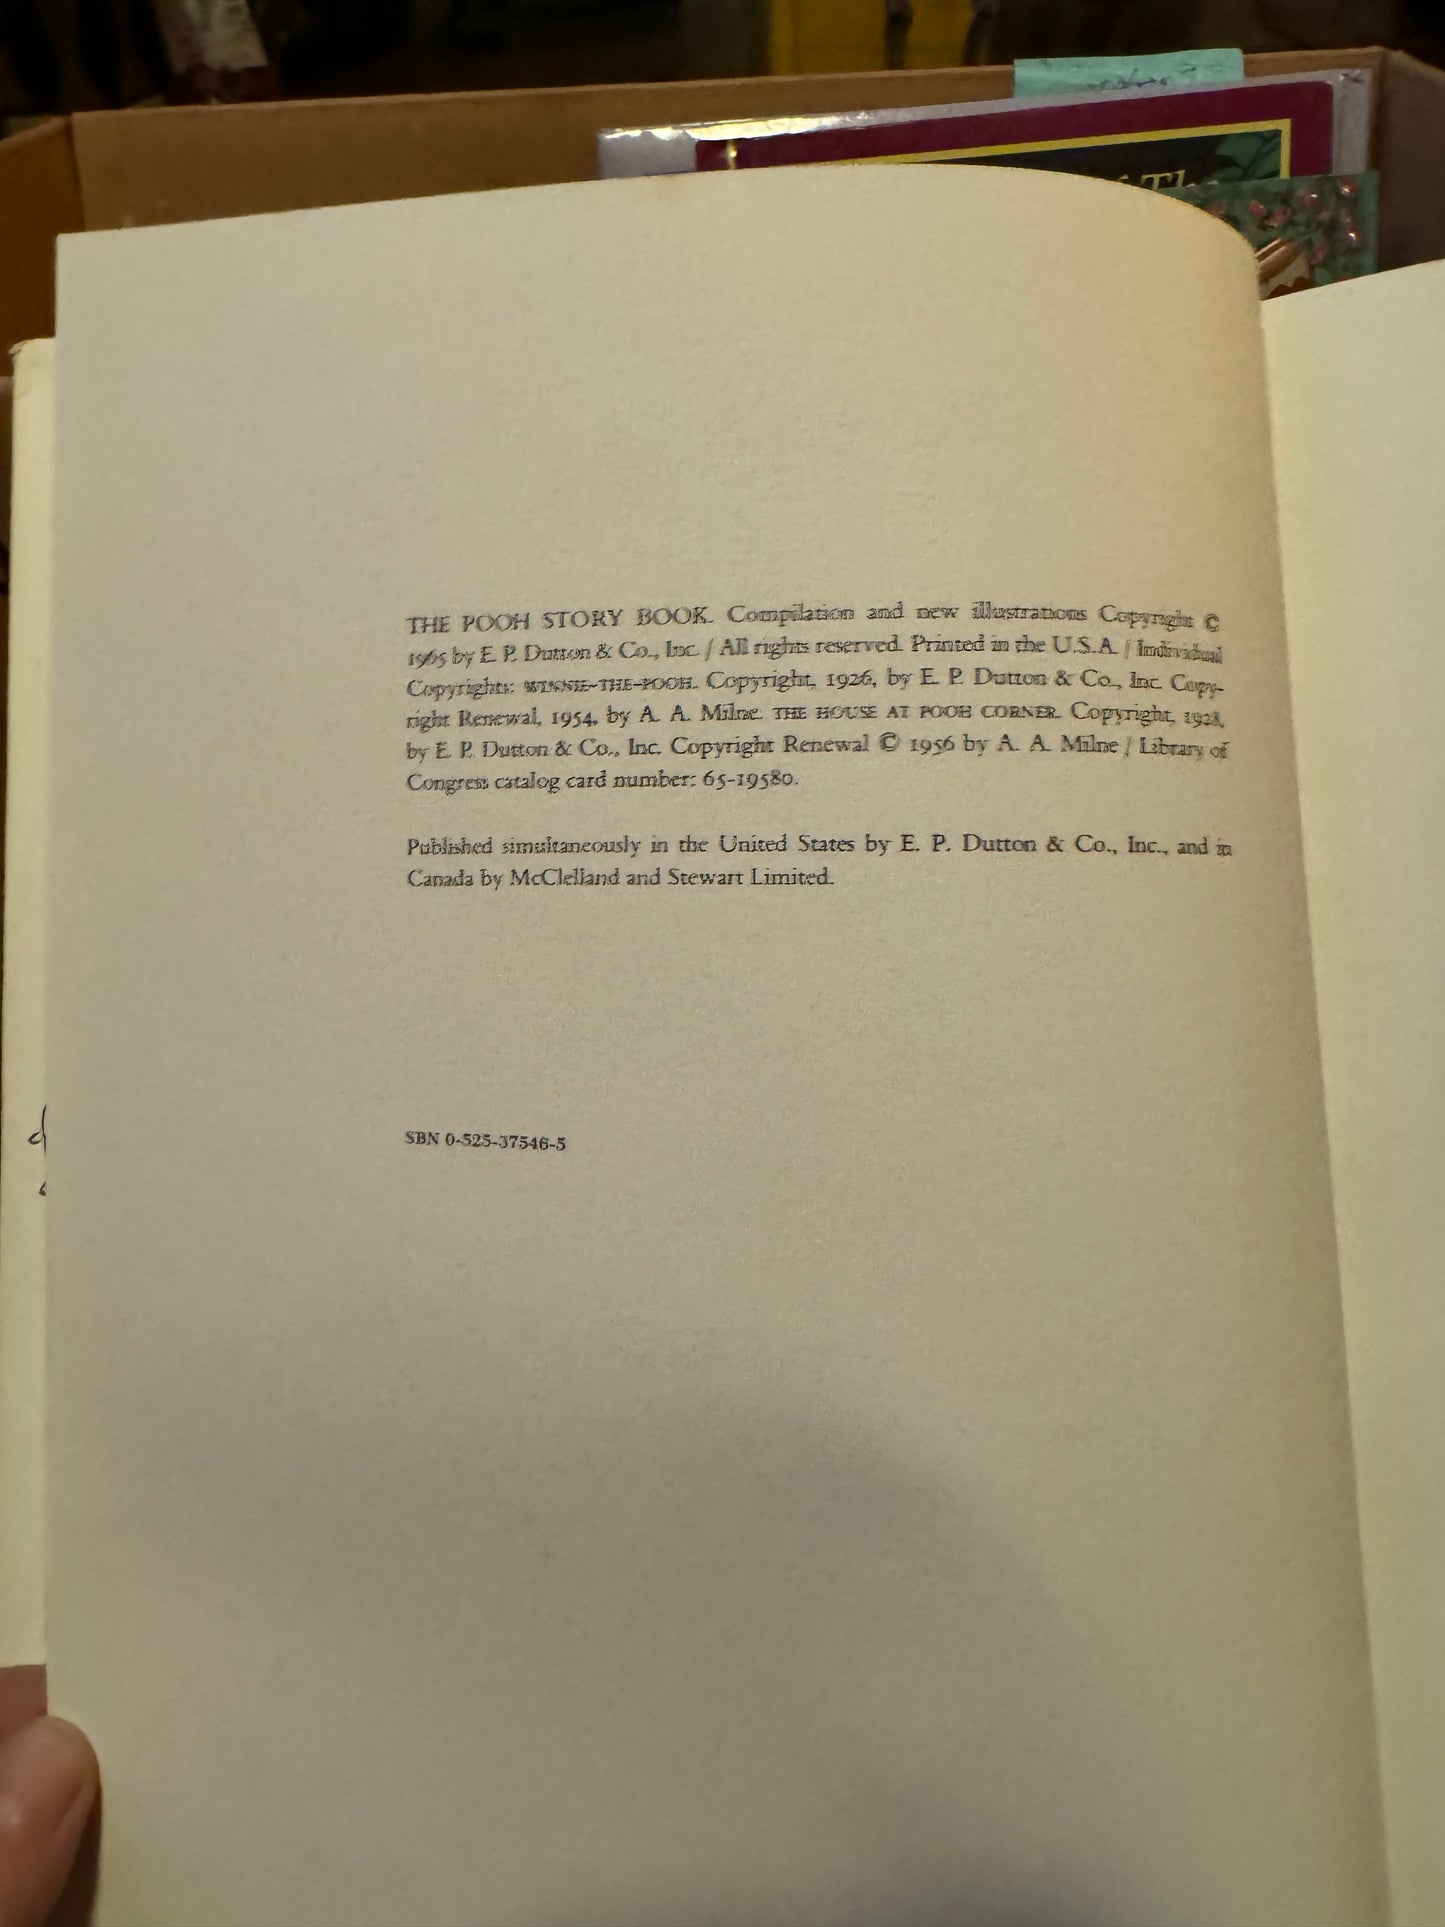 of The
THE POOH STORY BOOK. Compilation and new illustrations Copyright ©
1965 by E. P. Dutton & Co., Inc. / All rights reserved. Printed in the U.S.A. / Individual
Copyrights: WINNIE-THE-POOH. Copyright, 1926, by E. P. Dutton & Co., Inc. Copy-
right Renewal, 1954, by A. A. Milne. THE HOUSE AT POOH CORNER. Copyright, 1928,
by E. P. Dutton & Co., Inc. Copyright Renewal © 1956 by A. A. Milne / Library of
Congress catalog card number: 65-19580.
Published simultaneously in the United States by E. P. Dutton & Co., Inc., and in
Canada by McClelland and Stewart Limited.
SBN 0-525-37546-5